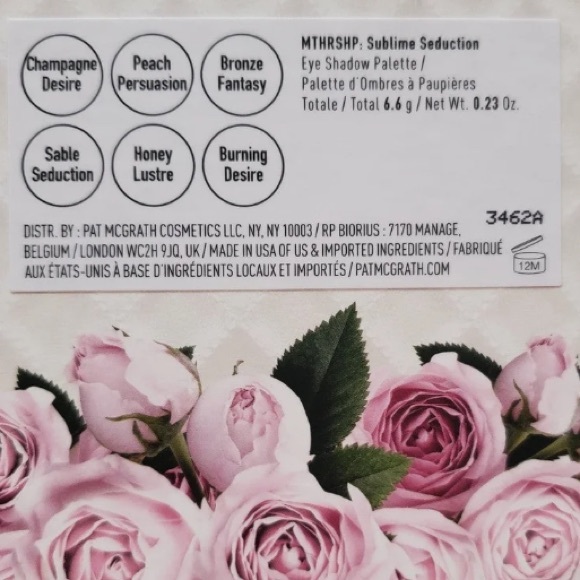 Champagne
Desire
Peach
Persuasion
Bronze
Fantasy
Sable
Seduction
Honey
Lustre
Burning
Desire
MTHRSHP: Sublime Seduction
Eye Shadow Palette /
Palette d'Ombres à Paupières
Totale / Total 6.6 g / Net Wt. 0.23 Oz.
3462A
DISTR. BY : PAT MCGRATH COSMETICS LLC, NY, NY 10003 / RP BIORIUS : 7170 MANAGE,
BELGIUM / LONDON WC2H 9JQ, UK / MADE IN USA OF US & IMPORTED INGREDIENTS / FABRIQUÉ
AUX ÉTATS-UNIS À BASE D'INGRÉDIENTS LOCAUX ET IMPORTÉS / PATMCGRATH.COM
12M